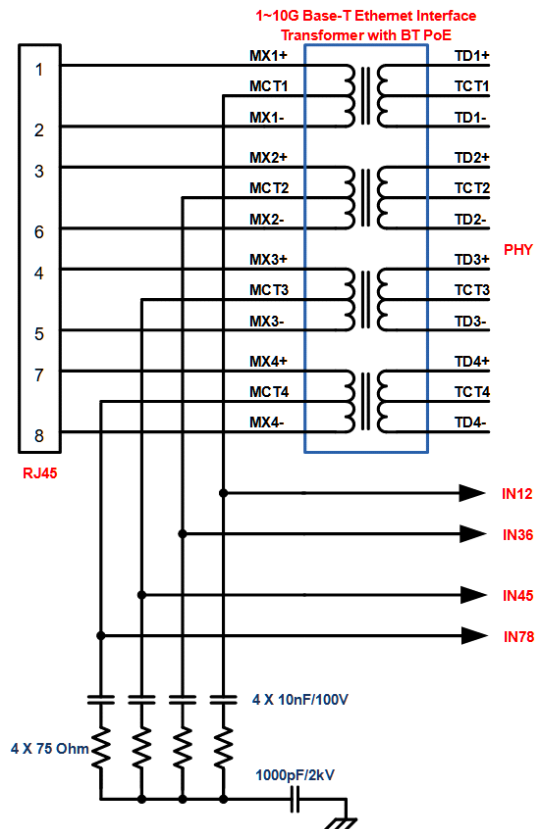 1~10G Base-T Ethernet Interface
Transformer with BT PoE
1 MX1+ TD1+
MCT1 TCT1
2 MX1- TD1-
3 MX2+ TD2+
MCT2 TCT2
6 MX2- TD2-
PHY
4 MX3+ TD3+
MCT3 TCT3
5 MX3- TD3-
7 MX4+ TD4+
MCT4 TCT4
8 MX4- TD4-
RJ45
IN12
IN36
IN45
IN78
4 X 10nF/100V
4 X 75 Ohm
1000pF/2kV